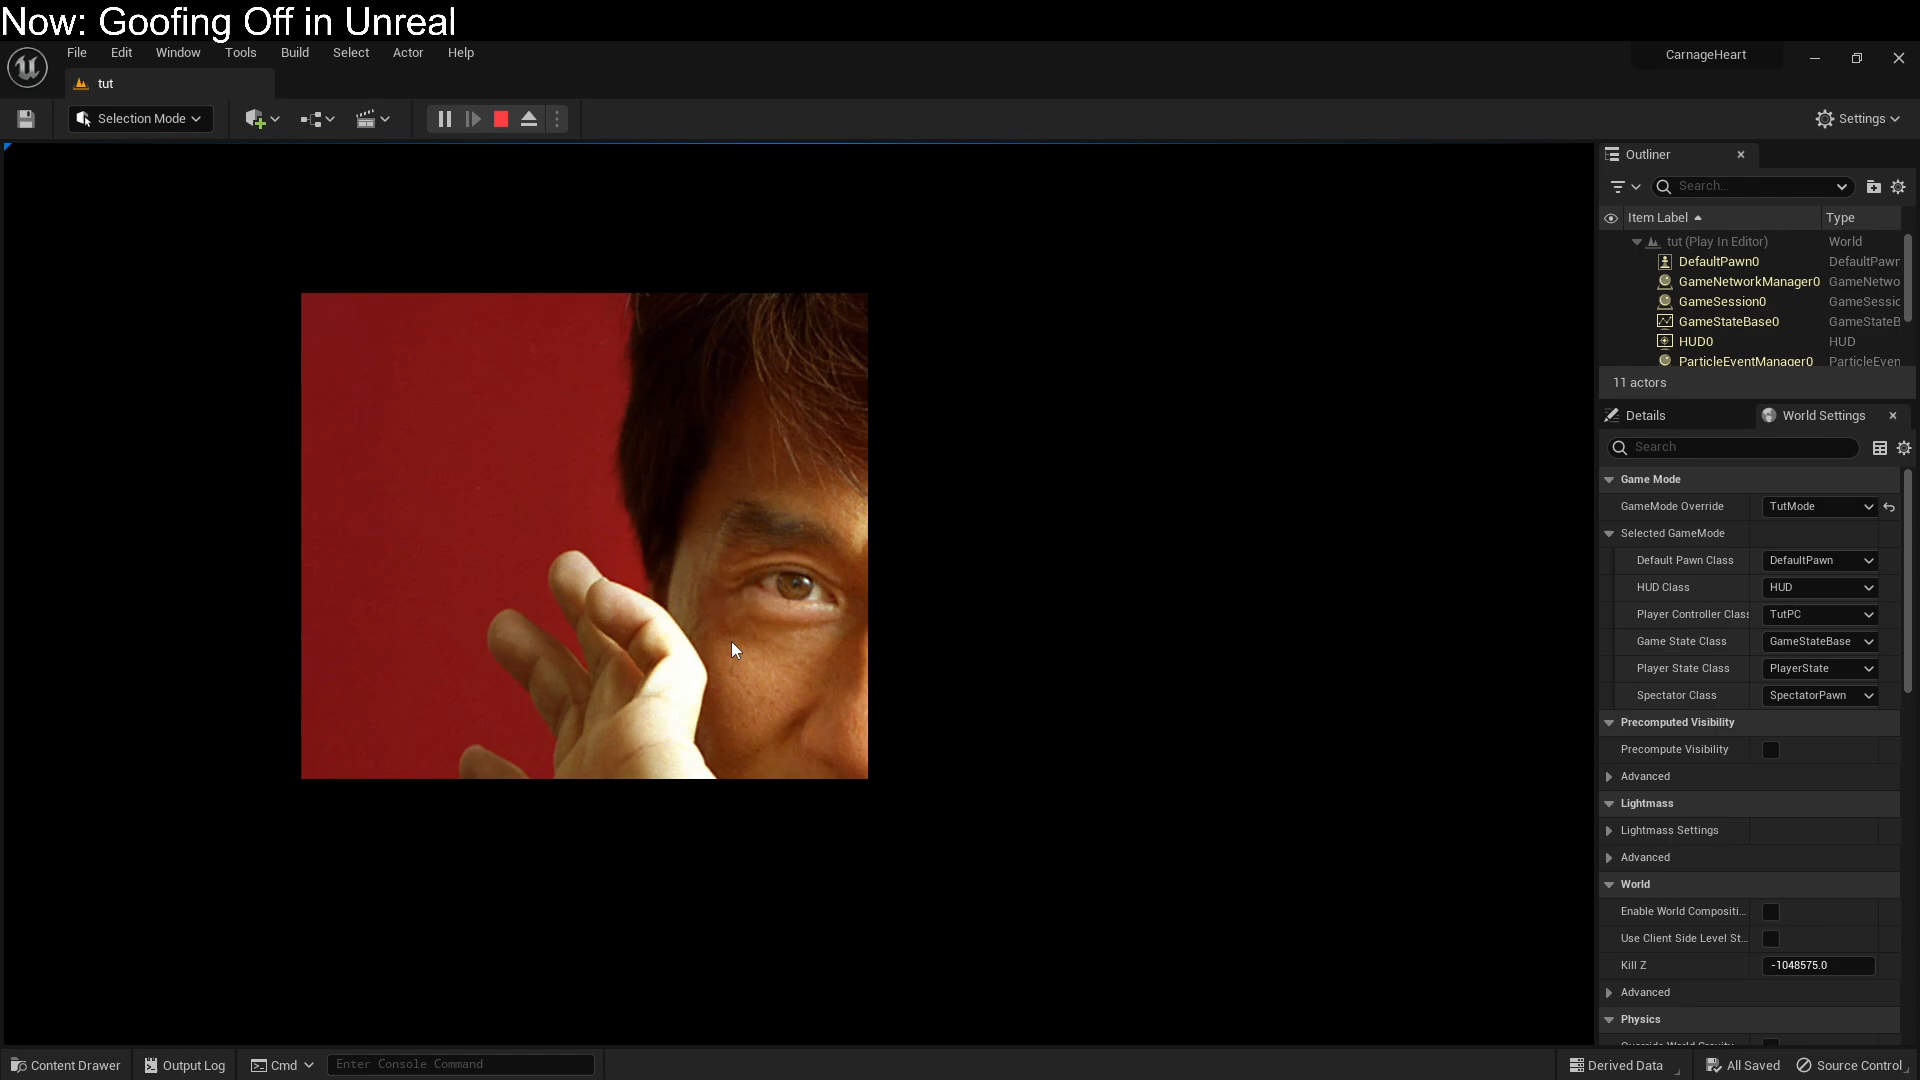 Now: Goofing Off in Unreal
File Edit Window Tools Build Select Actor Help
CarnageHeart
tut
Selection Mode
Settings
Outliner
Search...
Item Label Type
tut (Play In Editor) World
DefaultPawn0 DefaultPawr
GameNetworkManager0 GameNetwo
GameSession0 GameSessic
GameStateBase0 GameStateB
HUD0 HUD
ParticleEventManager0 ParticleEven
11 actors
Details World Settings
Search
Game Mode
GameMode Override TutMode
Selected GameMode
Default Pawn Class DefaultPawn
HUD Class HUD
Player Controller Class TutPC
Game State Class GameStateBase
Player State Class PlayerState
Spectator Class SpectatorPawn
Precomputed Visibility
Precompute Visibility
Advanced
Lightmass
Lightmass Settings
Advanced
World
Enable World Compositi...
Use Client Side Level St...
Kill Z -1048575.0
Advanced
Physics
Content Drawer Output Log Cmd Enter Console Command Derived Data All Saved Source Control